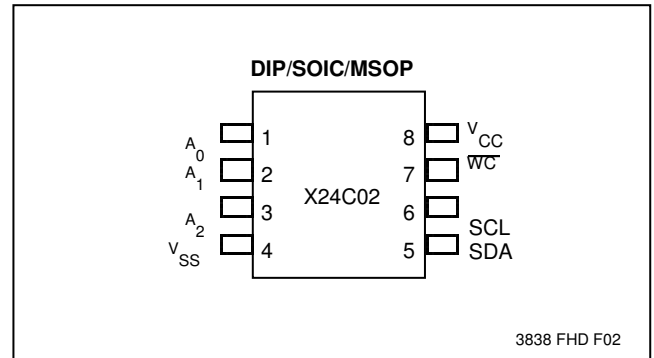 DIP/SOIC/MSOP
A0 1 8 VCC
A1 2 7 WC
X24C02
A2 3 6 SCL
VSS 4 5 SDA
3838 FHD F02